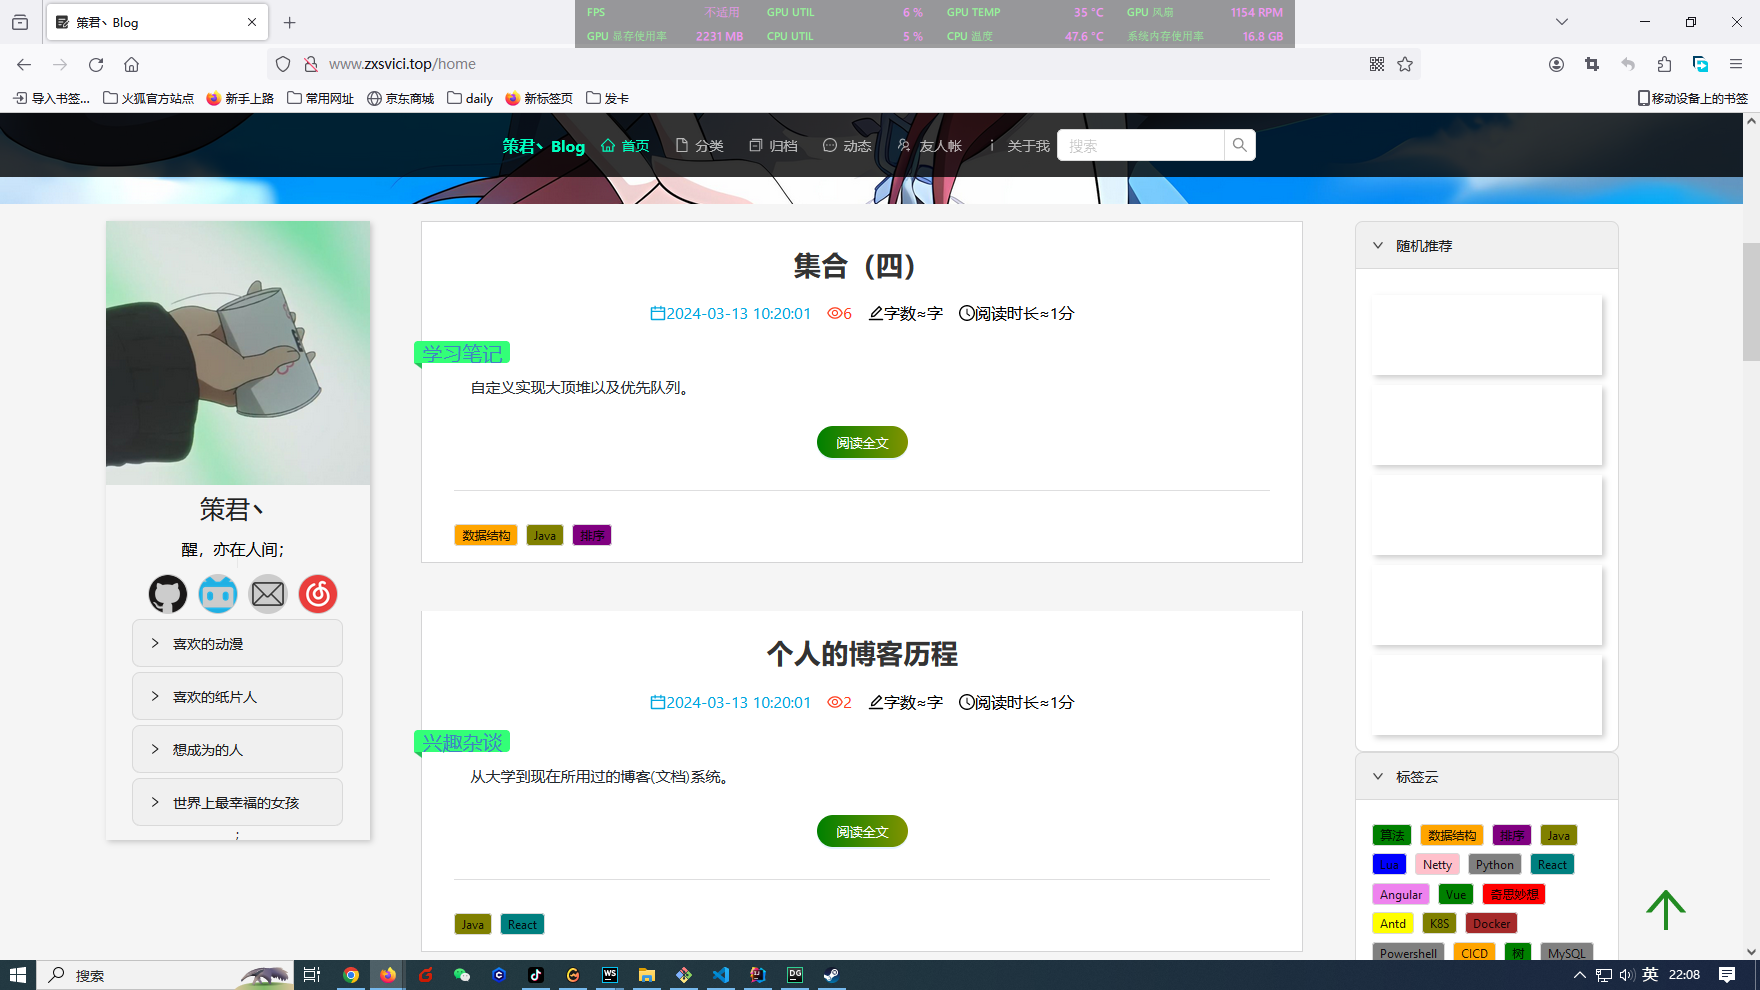 策君丶 Blog
FPS 不适用 GPU UTIL 6 % GPU TEMP 35 °C GPU 风扇 1154 RPM
GPU 显存使用率 2231 MB CPU UTIL 5 % CPU 温度 47.6 °C 系统内存使用率 16.8 GB
www.zxsvici.top/home
导入书签... 火狐官方站点 新手上路 常用网址 京东商城 daily 新标签页 发卡 移动设备上的书签
策君丶 Blog 首页 分类 归档 动态 友人帐 关于我 搜索
策君丶
醒，亦在人间；
喜欢的动漫
喜欢的纸片人
想成为的人
世界上最幸福的女孩
;
集合（四）
2024-03-13 10:20:01 6 字数≈字 阅读时长≈1分
学习笔记
自定义实现大顶堆以及优先队列。
阅读全文
数据结构 Java 排序
个人的博客历程
2024-03-13 10:20:01 2 字数≈字 阅读时长≈1分
兴趣杂谈
从大学到现在所用过的博客(文档)系统。
阅读全文
Java React
随机推荐
标签云
算法 数据结构 排序 Java
Lua Netty Python React
Angular Vue 奇思妙想
Antd K8S Docker
Powershell CICD 树 MySQL
搜索 英 22:08